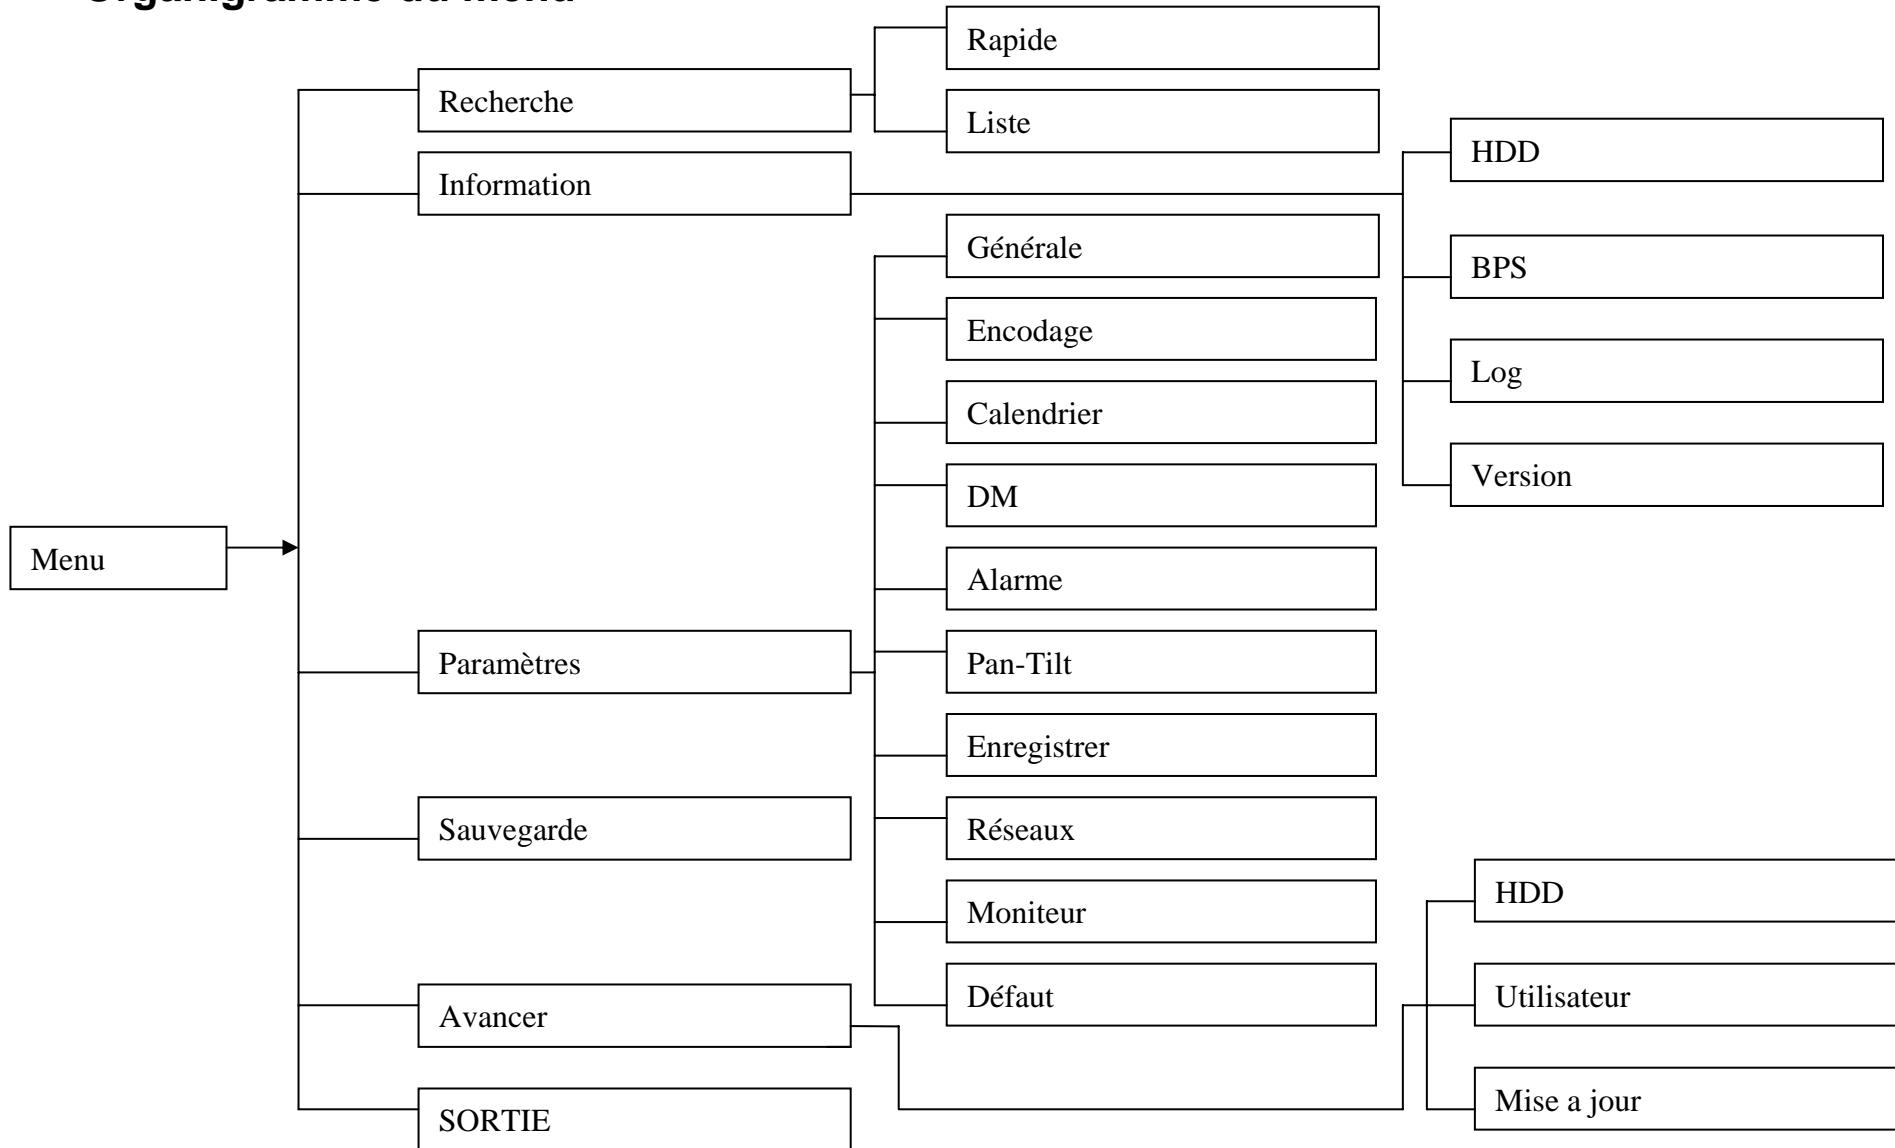 Organigramme du menu
Menu
Recherche
Rapide
Liste
Information
HDD
BPS
Log
Version
Paramètres
Générale
Encodage
Calendrier
DM
Alarme
Pan-Tilt
Enregistrer
Réseaux
Moniteur
Défaut
Sauvegarde
Avancer
HDD
Utilisateur
Mise a jour
SORTIE